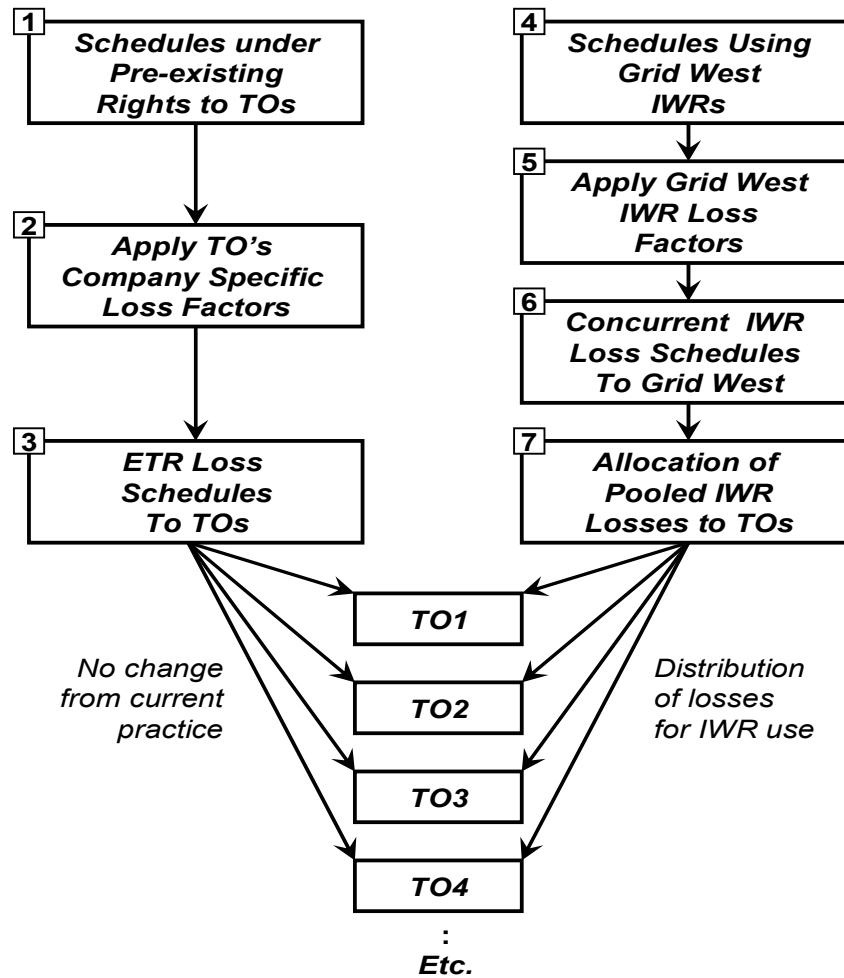 1
Schedules under
Pre-existing
Rights to TOs
2
Apply TO’s
Company Specific
Loss Factors
3
ETR Loss
Schedules
To TOs
4
Schedules Using
Grid West
IWRs
5
Apply Grid West
IWR Loss
Factors
6
Concurrent IWR
Loss Schedules
To Grid West
7
Allocation of
Pooled IWR
Losses to TOs
No change
from current
practice
TO1
TO2
TO3
TO4
:
Etc.
Distribution
of losses
for IWR use